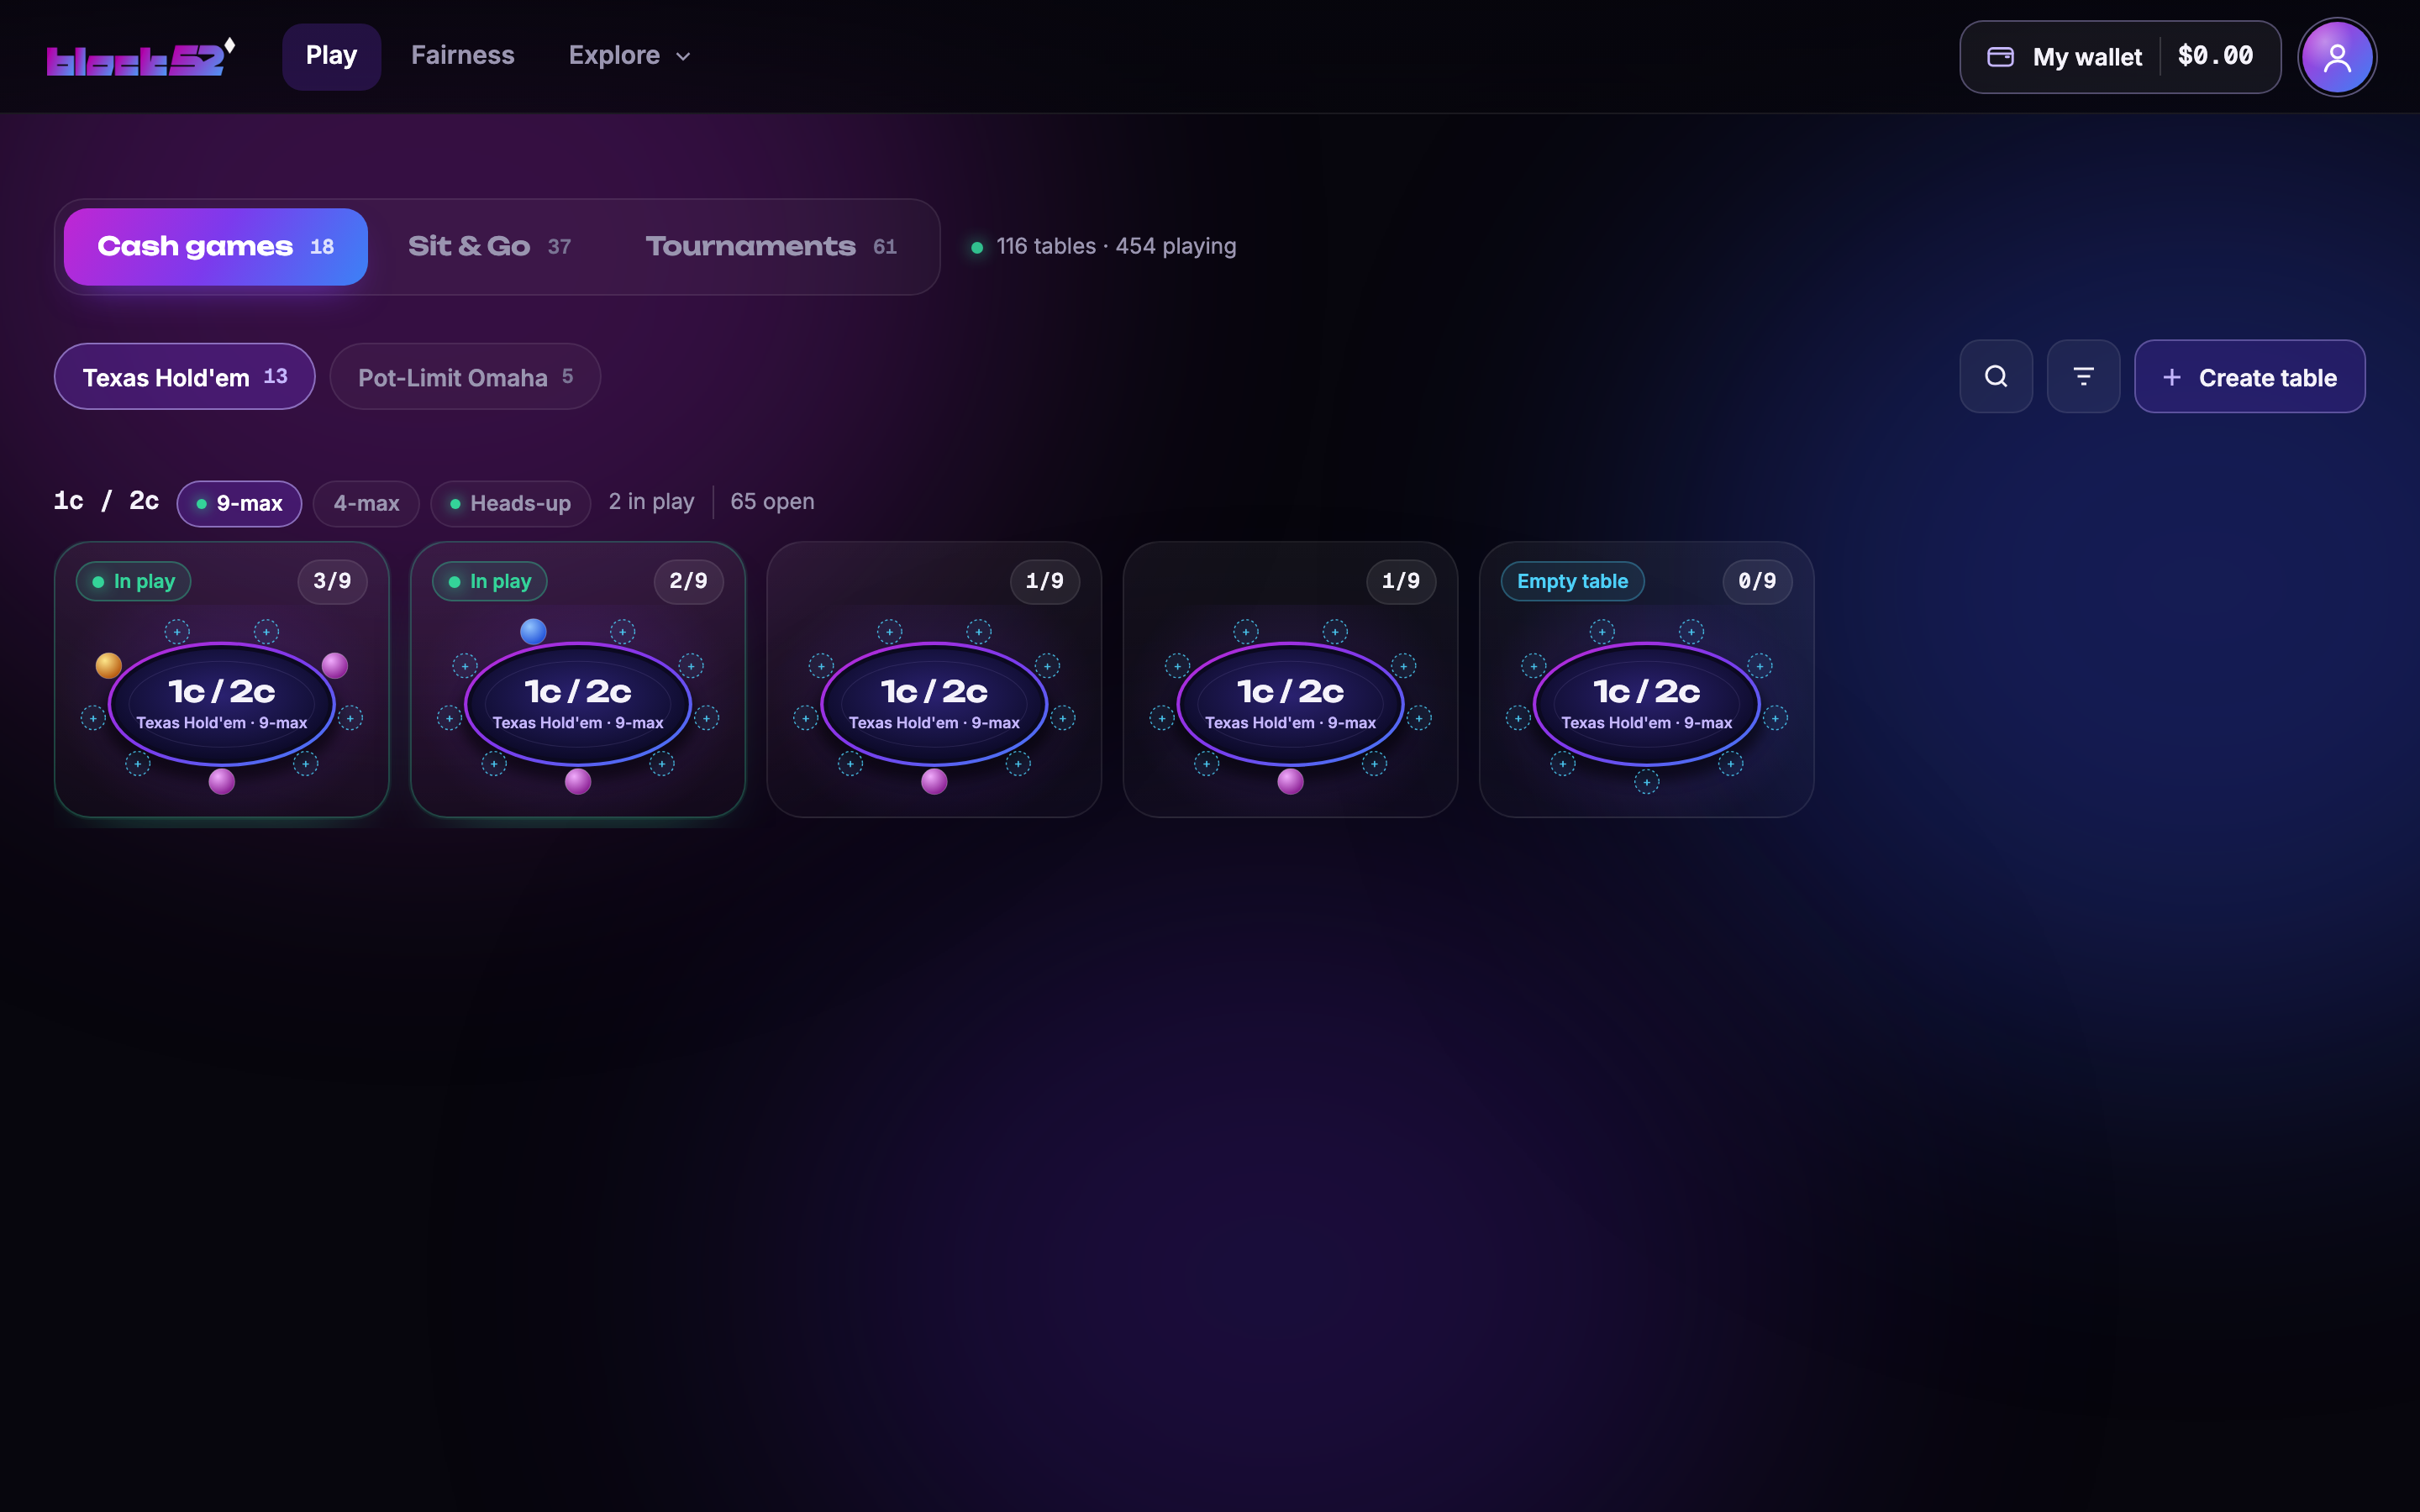 block52
Play
Fairness
Explore
My wallet
$0.00
Cash games 18
Sit & Go 37
Tournaments 61
116 tables · 454 playing
Texas Hold'em 13
Pot-Limit Omaha 5
+ Create table
1c / 2c
9-max
4-max
Heads-up
2 in play
65 open
In play
3/9
1c / 2c
Texas Hold'em · 9-max
In play
2/9
1c / 2c
Texas Hold'em · 9-max
1/9
1c / 2c
Texas Hold'em · 9-max
1/9
1c / 2c
Texas Hold'em · 9-max
Empty table
0/9
1c / 2c
Texas Hold'em · 9-max